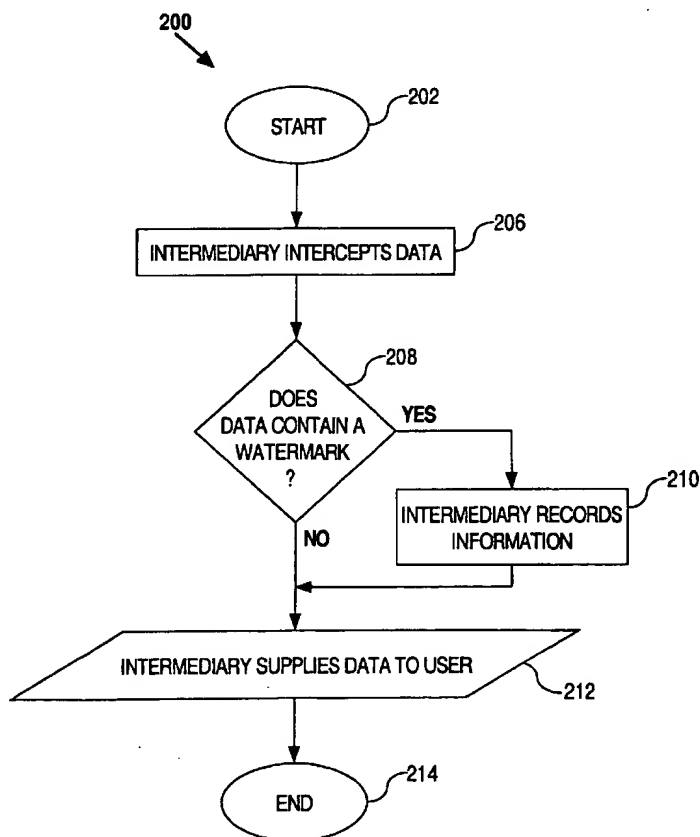 200
202
START
206
INTERMEDIARY INTERCEPTS DATA
208
DOES
DATA CONTAIN A
WATERMARK
?
YES
210
INTERMEDIARY RECORDS
INFORMATION
NO
INTERMEDIARY SUPPLIES DATA TO USER
212
214
END